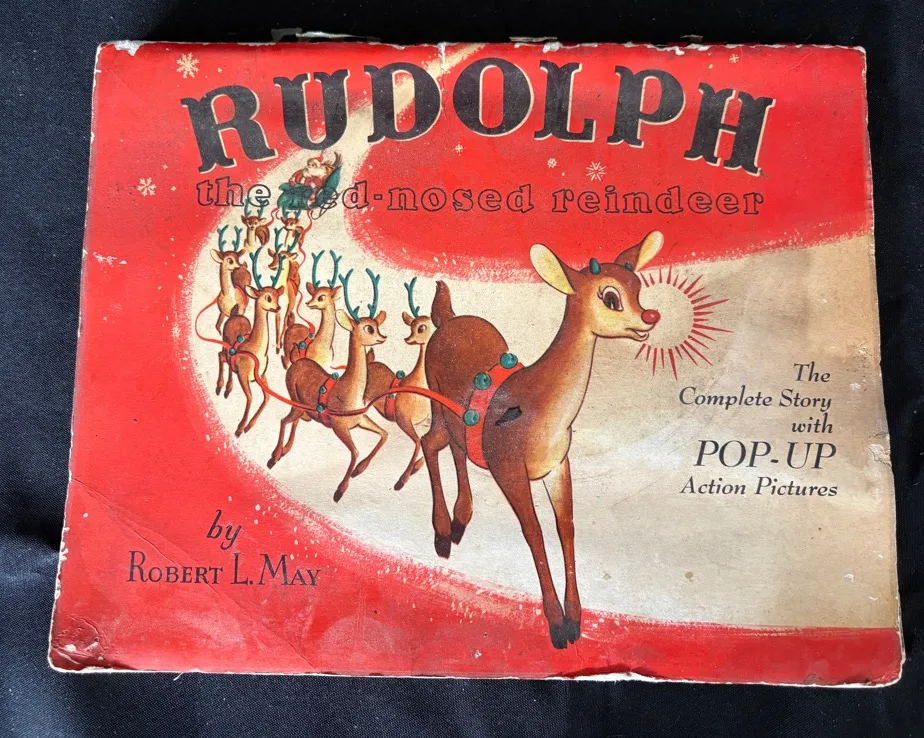 RUDOLPH
the red-nosed reindeer
The
Complete Story
with
POP-UP
Action Pictures
by
ROBERT L. MAY